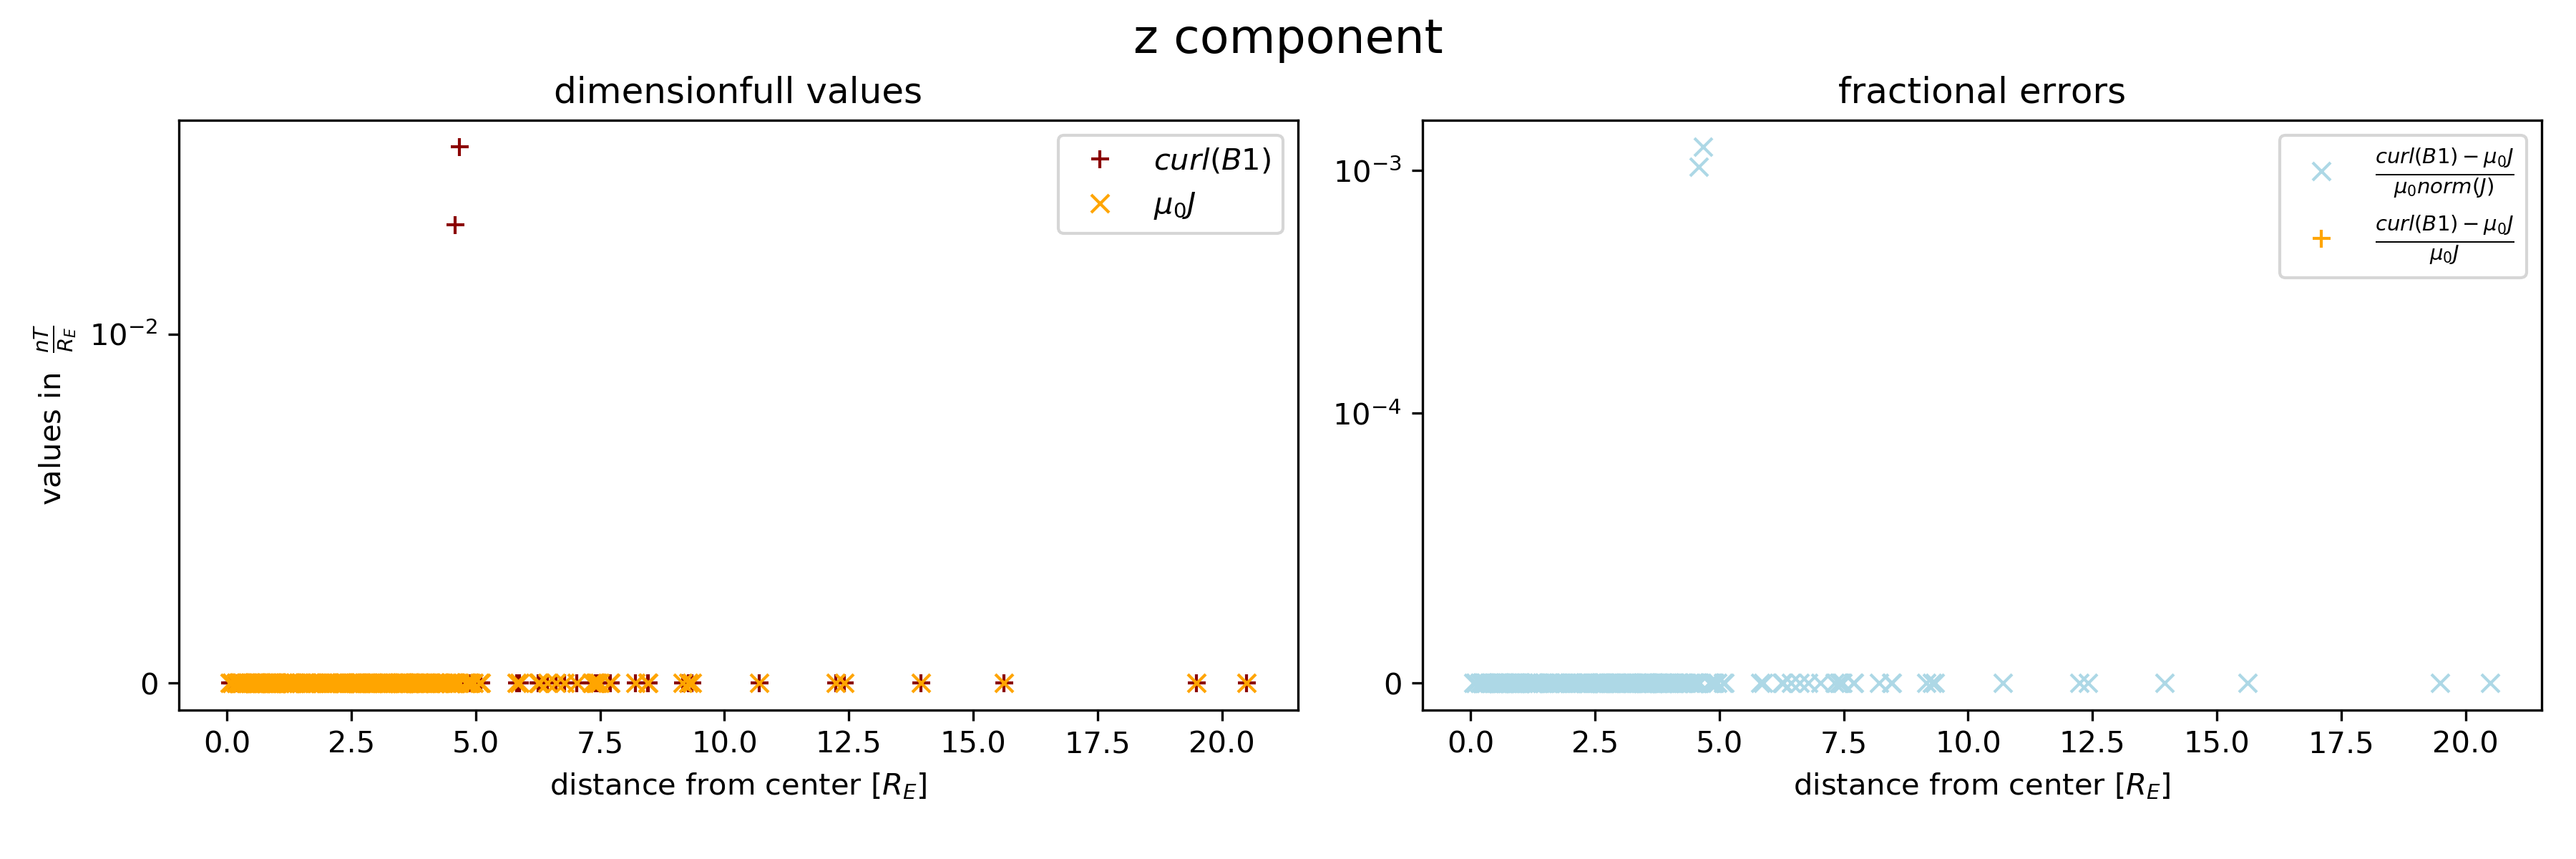 z component
dimensionfull values
values in nT/R_E
10^-2
0
curl(B1)
μ₀J
0.0 2.5 5.0 7.5 10.0 12.5 15.0 17.5 20.0
distance from center [R_E]
fractional errors
10^-3
10^-4
0
curl(B1) − μ₀J
μ₀norm(J)
curl(B1) − μ₀J
μ₀J
0.0 2.5 5.0 7.5 10.0 12.5 15.0 17.5 20.0
distance from center [R_E]